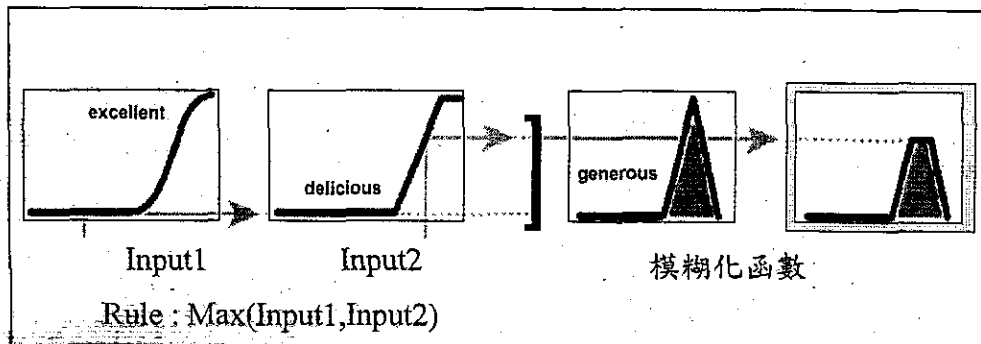 excellent
delicious
generous
Input1
Input2
模糊化函數
Rule : Max(Input1,Input2)